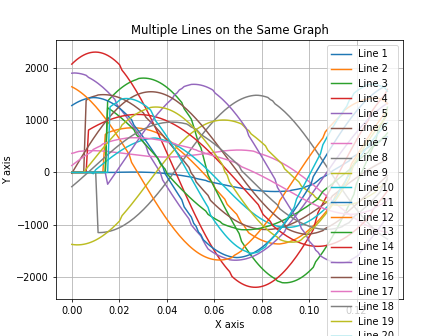 Multiple Lines on the Same Graph
Y axis
2000
1000
0
−1000
−2000
0.00
0.02
0.04
0.06
0.08
0.10
X axis
Line 1
Line 2
Line 3
Line 4
Line 5
Line 6
Line 7
Line 8
Line 9
Line 10
Line 11
Line 12
Line 13
Line 14
Line 15
Line 16
Line 17
Line 18
Line 19
Line 20